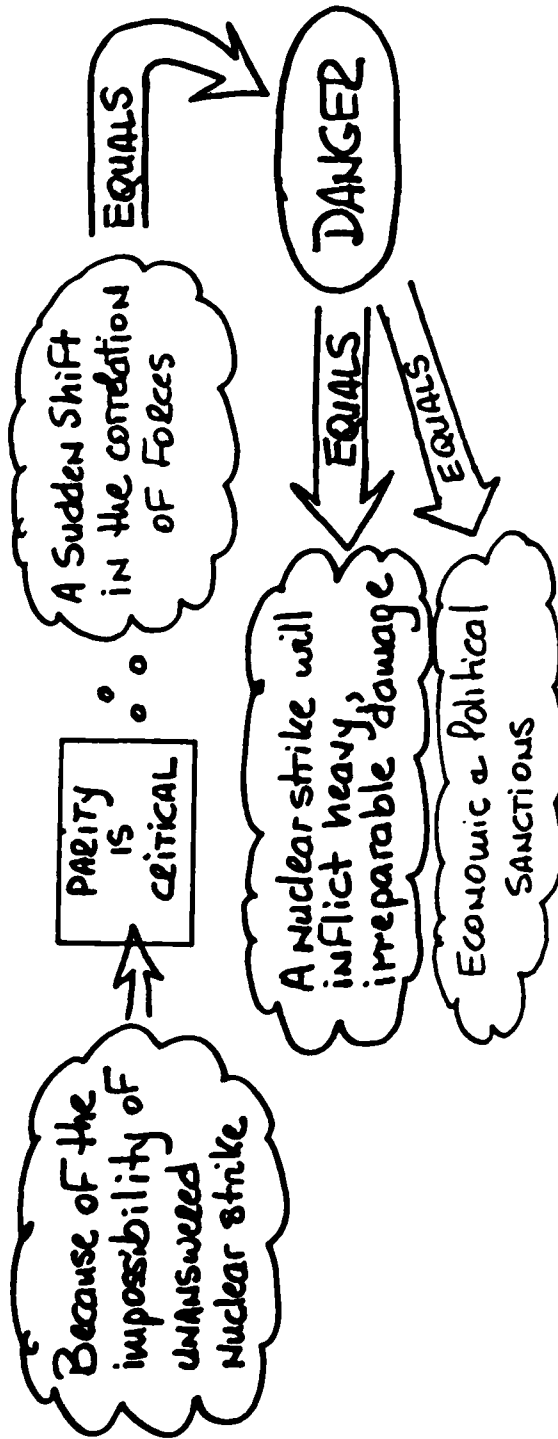 Because of the
impossibility of
unanswered
Nuclear strike
PARITY
IS
CRITICAL
A Sudden Shift
in the correlation
of Forces
EQUALS
DANGER
EQUALS
A Nuclear strike will
inflict heavy,
irreparable damage
EQUALS
Economic & Political
SANCTIONS